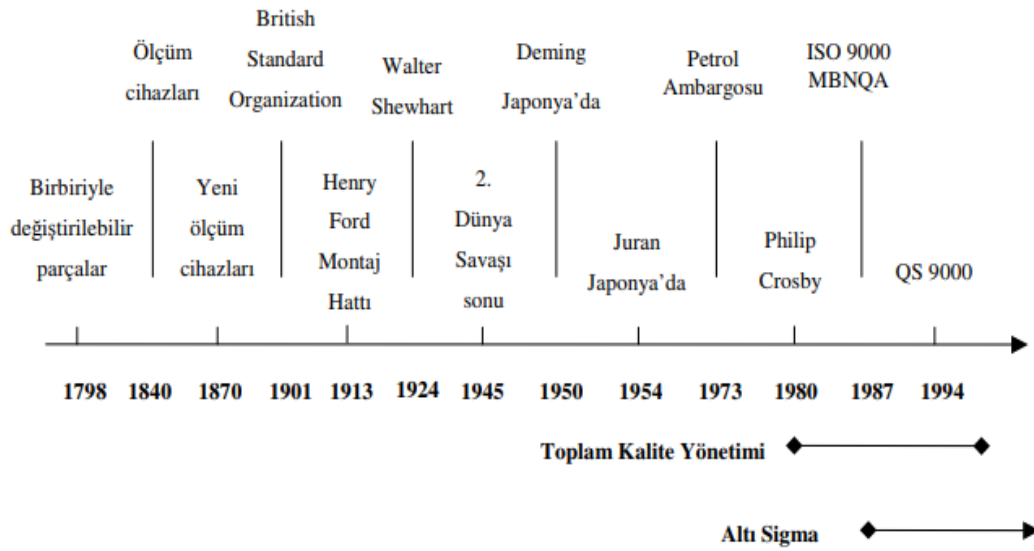 Ölçüm
cihazları
British
Standard
Organization
Walter
Shewhart
Deming
Japonya’da
Petrol
Ambargosu
ISO 9000
MBNQA
Birbiriyle
değiştirilebilir
parçalar
Yeni
ölçüm
cihazları
Henry
Ford
Montaj
Hattı
2.
Dünya
Savaşı
sonu
Juran
Japonya’da
Philip
Crosby
QS 9000
1798 1840 1870 1901 1913 1924 1945 1950 1954 1973 1980 1987 1994
Toplam Kalite Yönetimi
Altı Sigma